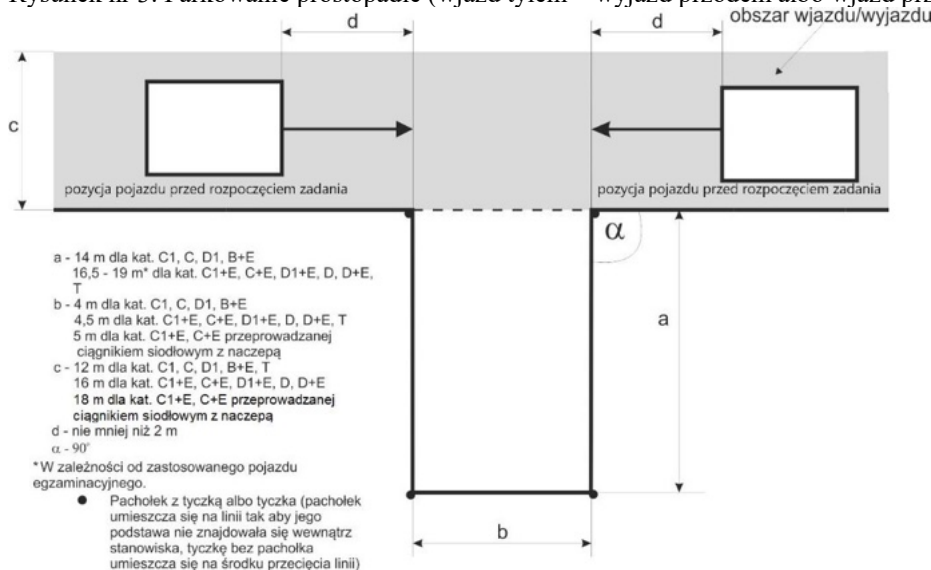 Rysunek nr 3. Parkowanie prostopadłe (wjazd tyłem – wyjazd przodem albo wjazd prz
obszar wjazdu/wyjazdu
d
d
c
pozycja pojazdu przed rozpoczęciem zadania
pozycja pojazdu przed rozpoczęciem zadania
α
a
b
a - 14 m dla kat. C1, C, D1, B+E
16,5 - 19 m* dla kat. C1+E, C+E, D1+E, D, D+E,
T
b - 4 m dla kat. C1, C, D1, B+E
4,5 m dla kat. C1+E, C+E, D1+E, D, D+E, T
5 m dla kat. C1+E, C+E przeprowadzanej
ciągnikiem siodłowym z naczepą
c - 12 m dla kat. C1, C, D1, B+E, T
16 m dla kat. C1+E, C+E, D1+E, D, D+E
18 m dla kat. C1+E, C+E przeprowadzanej
ciągnikiem siodłowym z naczepą
d - nie mniej niż 2 m
α - 90°
*W zależności od zastosowanego pojazdu
egzaminacyjnego.
● Pachołek z tyczką albo tyczka (pachołek
umieszcza się na linii tak aby jego
podstawa nie znajdowała się wewnątrz
stanowiska, tyczkę bez pachołka
umieszcza się na środku przecięcia linii)